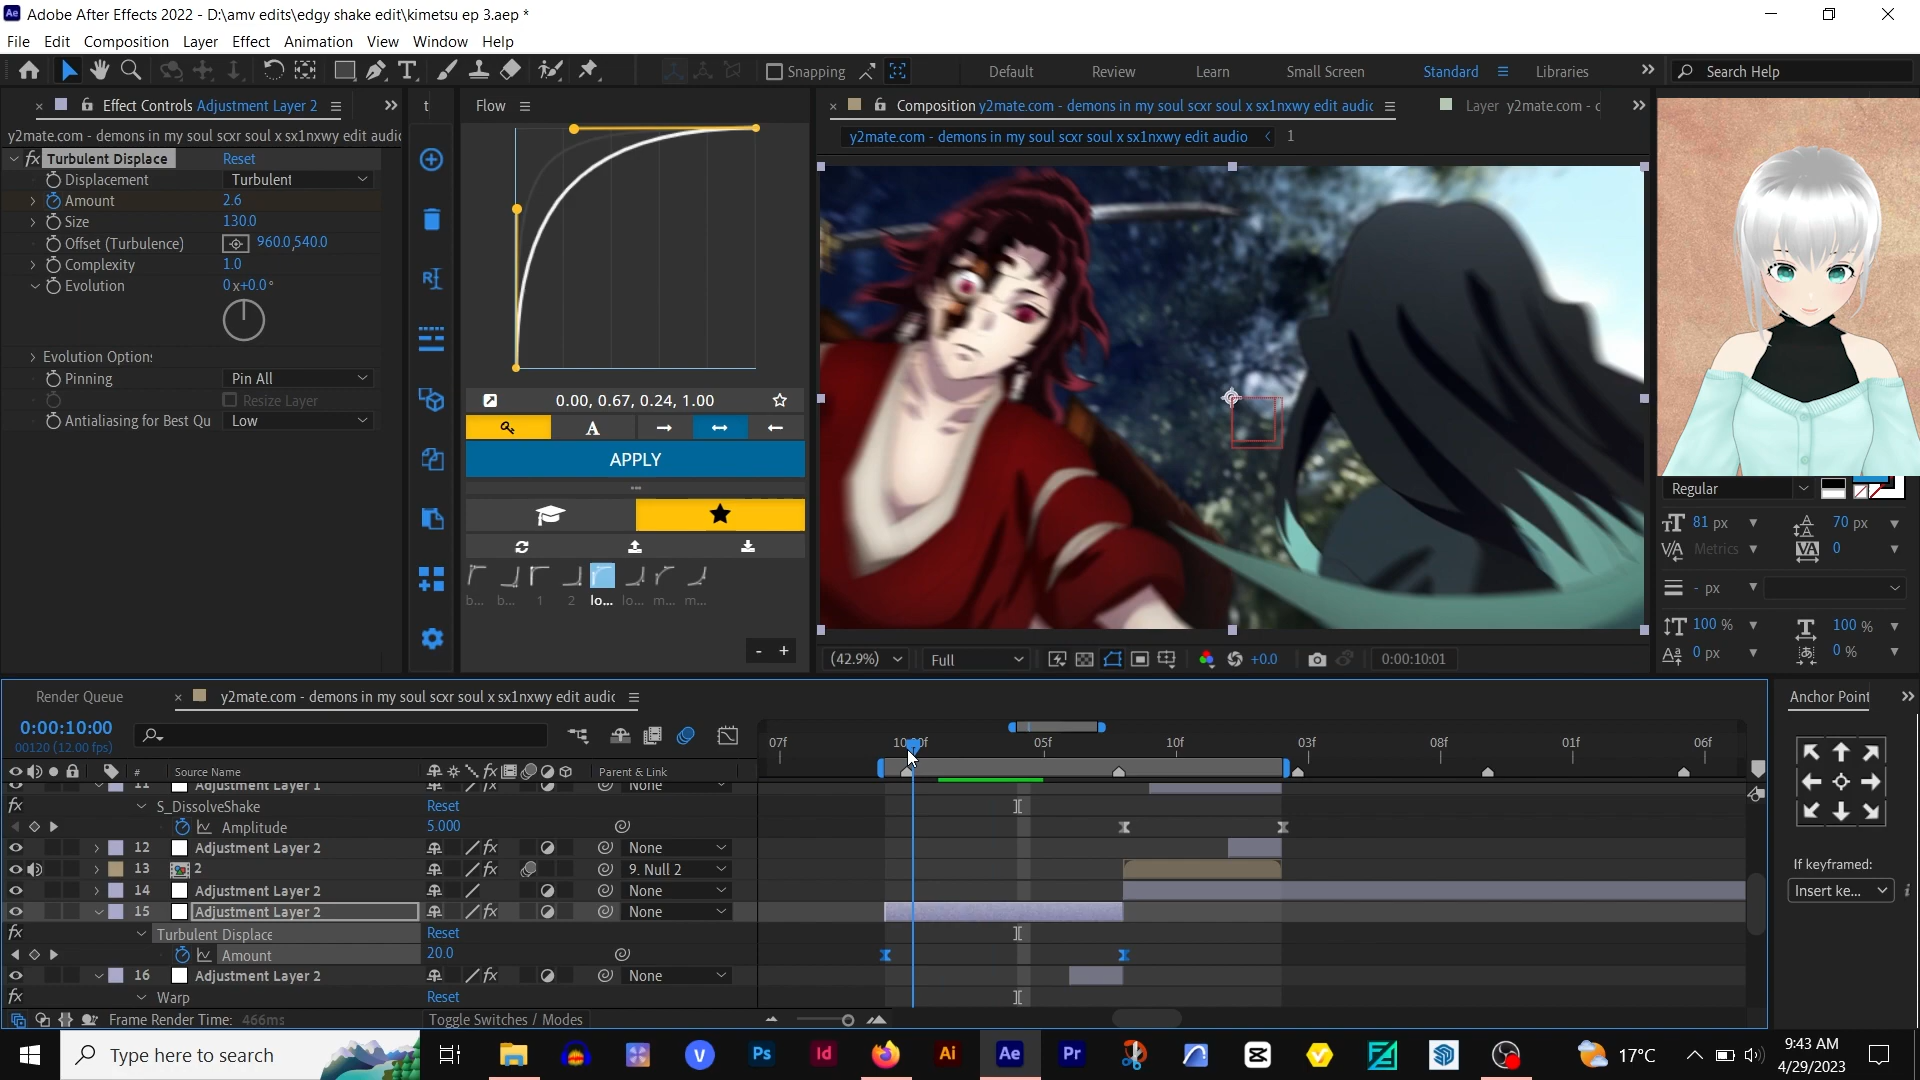 Adobe After Effects 2022 - D:\amv edits\edgy shake edit\kimetsu ep 3.aep *
File Edit Composition Layer Effect Animation View Window Help
Snapping Default Review Learn Small Screen Standard Libraries Search Help
Effect Controls Adjustment Layer 2
y2mate.com - demons in my soul scxr soul x sx1nxwy edit audic
fx Turbulent Displace Reset
Displacement Turbulent
Amount 2.6
Size 130.0
Offset (Turbulence) 960.0,540.0
Complexity 1.0
Evolution 0x+0.0°
Evolution Option:
Pinning Pin All
Resize Layer
Antialiasing for Best Qu Low
t
Flow
0.00, 0.67, 0.24, 1.00
A
APPLY
b... b... 1 2 lo... lo... m... m...
- +
Composition y2mate.com - demons in my soul scxr soul x sx1nxwy edit audic
Layer y2mate.com - c
y2mate.com - demons in my soul scxr soul x sx1nxwy edit audio < 1
(42.9%) Full +0.0 0:00:10:01
Regular
81 px 70 px
Metrics 0
- px
100 % 100 %
0 px 0 %
Render Queue
y2mate.com - demons in my soul scxr soul x sx1nxwy edit audic
0:00:10:00
00120 (12.00 fps)
07f 10:00f 05f 10f 03f 08f 01f 06f
# Source Name Parent & Link
11 Adjustment Layer 1 None
fx S_DissolveShake Reset
Amplitude 5.000
12 Adjustment Layer 2 None
13 2 9. Null 2
14 Adjustment Layer 2 None
15 Adjustment Layer 2 None
fx Turbulent Displace Reset
Amount 20.0
16 Adjustment Layer 2 None
fx Warp Reset
Frame Render Time: 466ms Toggle Switches / Modes
Anchor Point
If keyframed:
Insert ke...
Type here to search
17°C
9:43 AM
4/29/2023